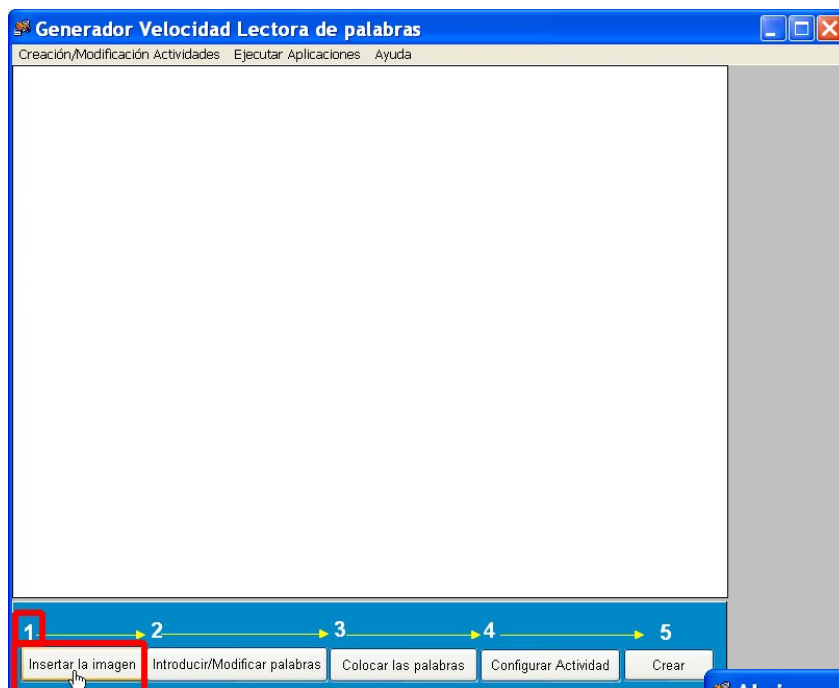 Generador Velocidad Lectora de palabras
Creación/Modificación Actividades Ejecutar Aplicaciones Ayuda
1 2 3 4 5
Insertar la imagen Introducir/Modificar palabras Colocar las palabras Configurar Actividad Crear